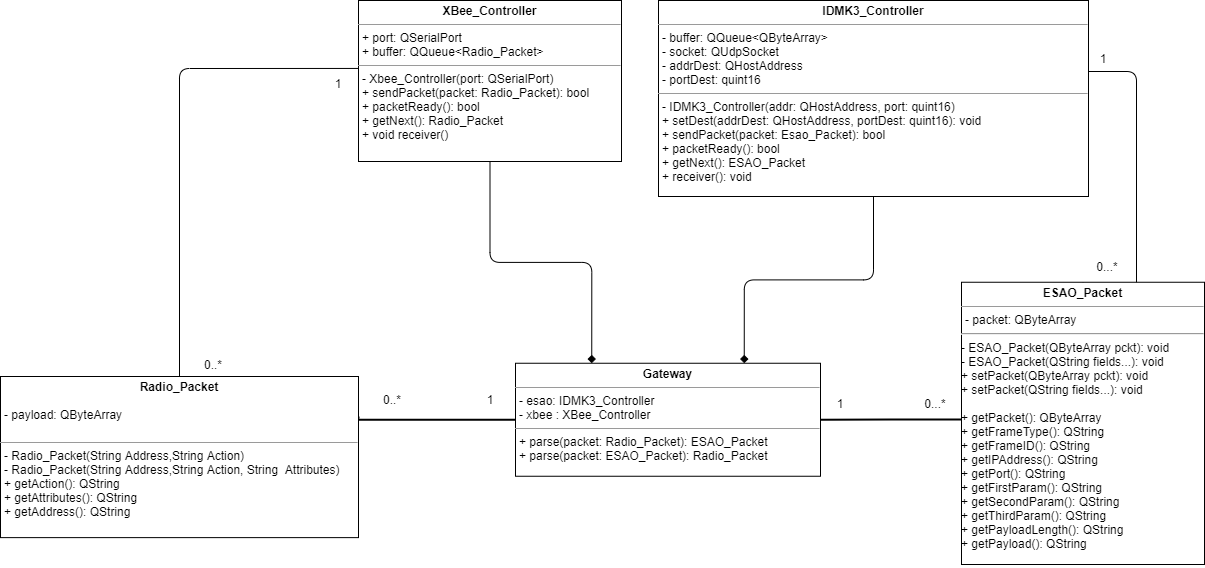 XBee_Controller
+ port: QSerialPort
+ buffer: QQueue<Radio_Packet>
- Xbee_Controller(port: QSerialPort)
+ sendPacket(packet: Radio_Packet): bool
+ packetReady(): bool
+ getNext(): Radio_Packet
+ void receiver()
IDMK3_Controller
- buffer: QQueue<QByteArray>
- socket: QUdpSocket
- addrDest: QHostAddress
- portDest: quint16
- IDMK3_Controller(addr: QHostAddress, port: quint16)
+ setDest(addrDest: QHostAddress, portDest: quint16): void
+ sendPacket(packet: Esao_Packet): bool
+ packetReady(): bool
+ getNext(): ESAO_Packet
+ receiver(): void
1
1
0...*
0..*
ESAO_Packet
- packet: QByteArray
- ESAO_Packet(QByteArray pckt): void
- ESAO_Packet(QString fields...): void
+ setPacket(QByteArray pckt): void
+ setPacket(QString fields...): void
+ getPacket(): QByteArray
+ getFrameType(): QString
+ getFrameID(): QString
+ getIPAddress(): QString
+ getPort(): QString
+ getFirstParam(): QString
+ getSecondParam(): QString
+ getThirdParam(): QString
+ getPayloadLength(): QString
+ getPayload(): QString
Radio_Packet
- payload: QByteArray
- Radio_Packet(String Address,String Action)
- Radio_Packet(String Address,String Action, String  Attributes)
+ getAction(): QString
+ getAttributes(): QString
+ getAddress(): QString
0..*
1
Gateway
- esao: IDMK3_Controller
- xbee : XBee_Controller
+ parse(packet: Radio_Packet): ESAO_Packet
+ parse(packet: ESAO_Packet): Radio_Packet
1
0...*